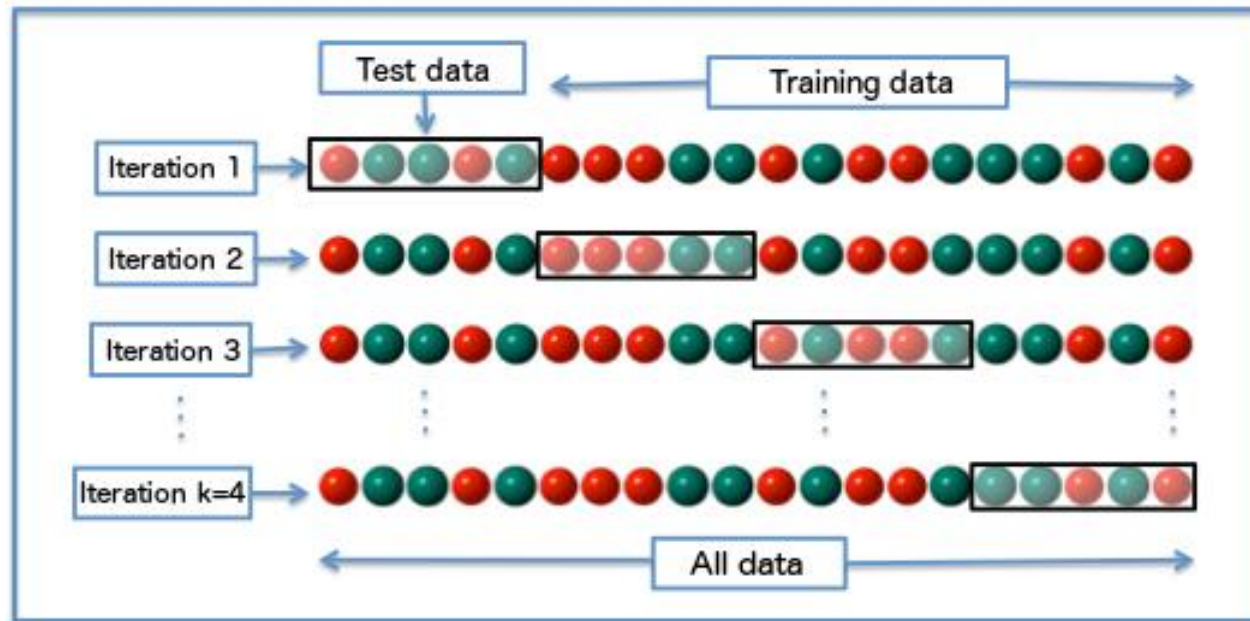 Test data
Training data
Iteration 1
Iteration 2
Iteration 3
Iteration k=4
All data